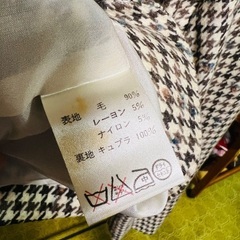 表地 毛 90%
レーヨン 5%
ナイロン 5%
裏地 キュプラ 100%